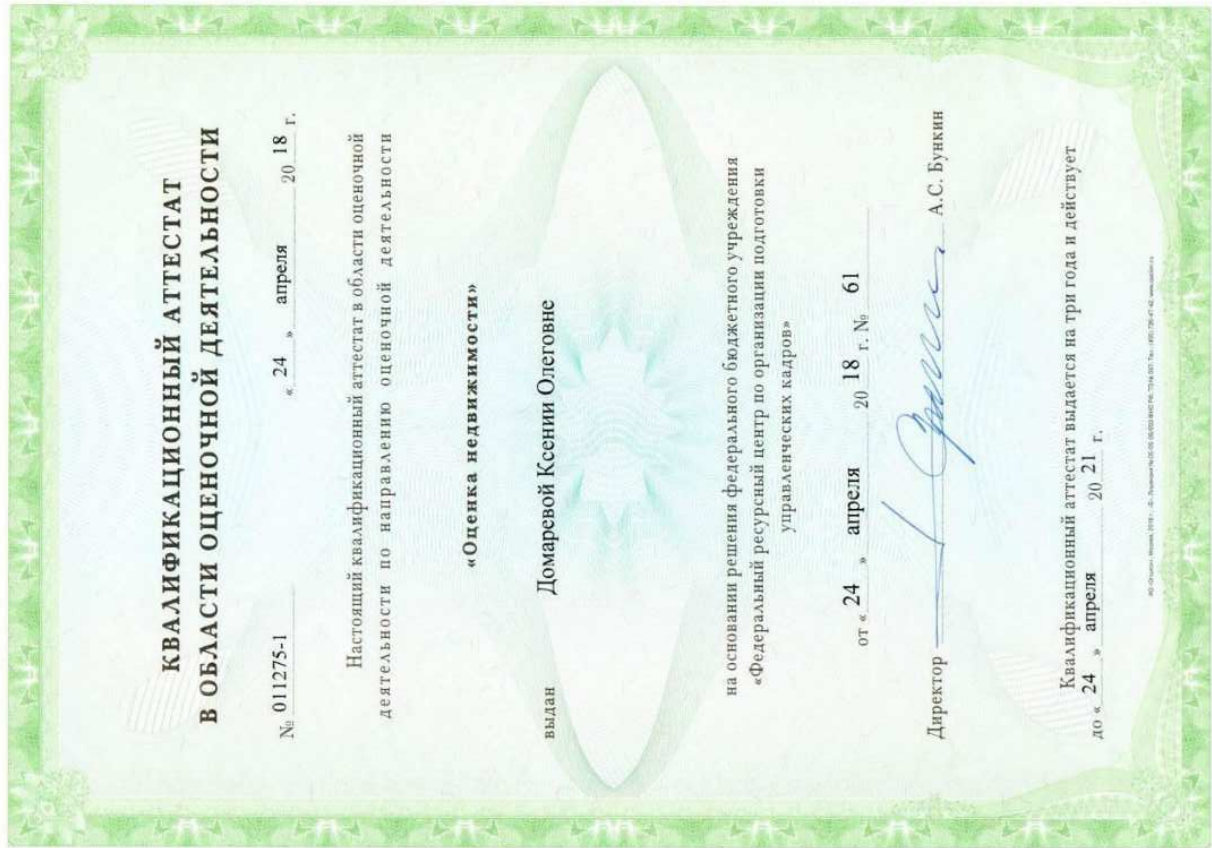 КВАЛИФИКАЦИОННЫЙ АТТЕСТАТ
В ОБЛАСТИ ОЦЕНОЧНОЙ ДЕЯТЕЛЬНОСТИ
№ 011275-1 « 24 » апреля 20 18 г.
Настоящий квалификационный аттестат в области оценочной
деятельности по направлению оценочной деятельности
«Оценка недвижимости»
выдан Домаревой Ксении Олеговне
на основании решения федерального бюджетного учреждения
«Федеральный ресурсный центр по организации подготовки
управленческих кадров»
от « 24 » апреля 20 18 г. № 61
Директор А.С. Бункин
Квалификационный аттестат выдается на три года и действует
до « 24 » апреля 20 21 г.